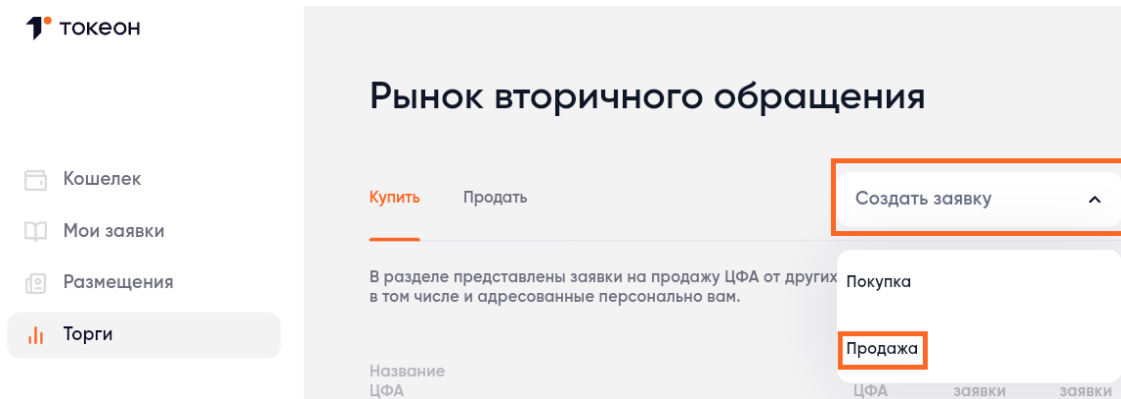 токеон
Рынок вторичного обращения
Кошелек
Мои заявки
Размещения
Торги
Купить
Продать
Создать заявку
В разделе представлены заявки на продажу ЦФА от других
в том числе и адресованные персонально вам.
Покупка
Продажа
Название
ЦФА
ЦФА
заявки
заявки